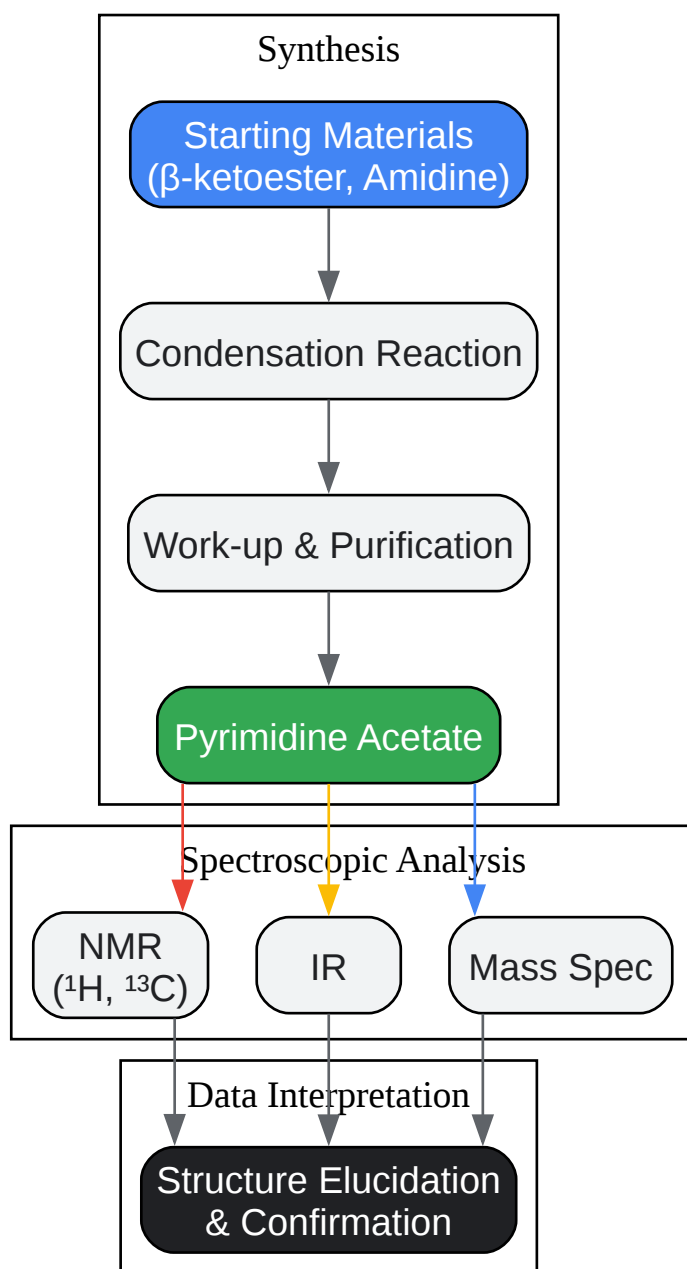 Synthesis
Starting Materials
(β-ketoester, Amidine)
Condensation Reaction
Work-up & Purification
Pyrimidine Acetate
Spectroscopic Analysis
NMR
(¹H, ¹³C)
IR
Mass Spec
Data Interpretation
Structure Elucidation
& Confirmation